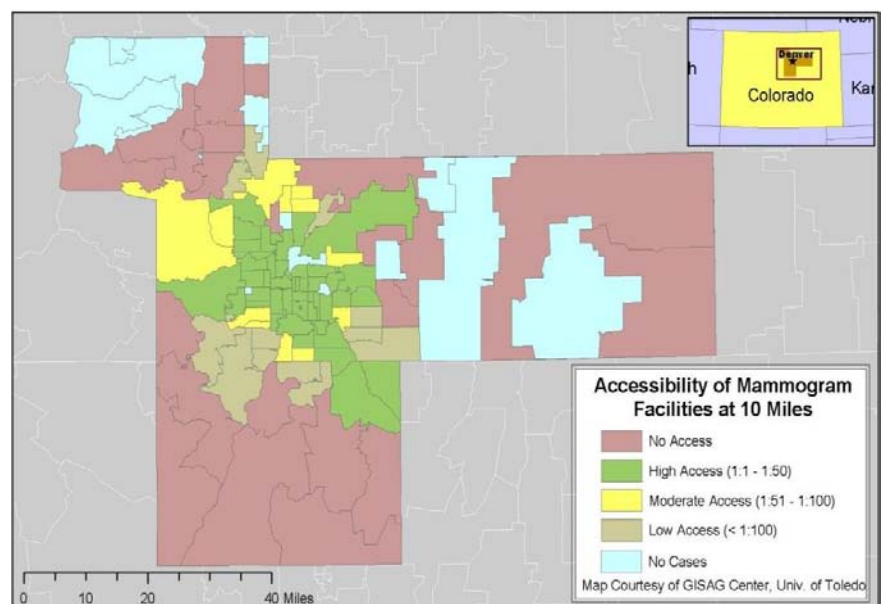 Nebr
Denver
h
Colorado
Kar
Accessibility of Mammogram
Facilities at 10 Miles
No Access
High Access (1:1 - 1:50)
Moderate Access (1:51 - 1:100)
Low Access (< 1:100)
No Cases
Map Courtesy of GISAG Center, Univ. of Toledo
0 10 20 40 Miles